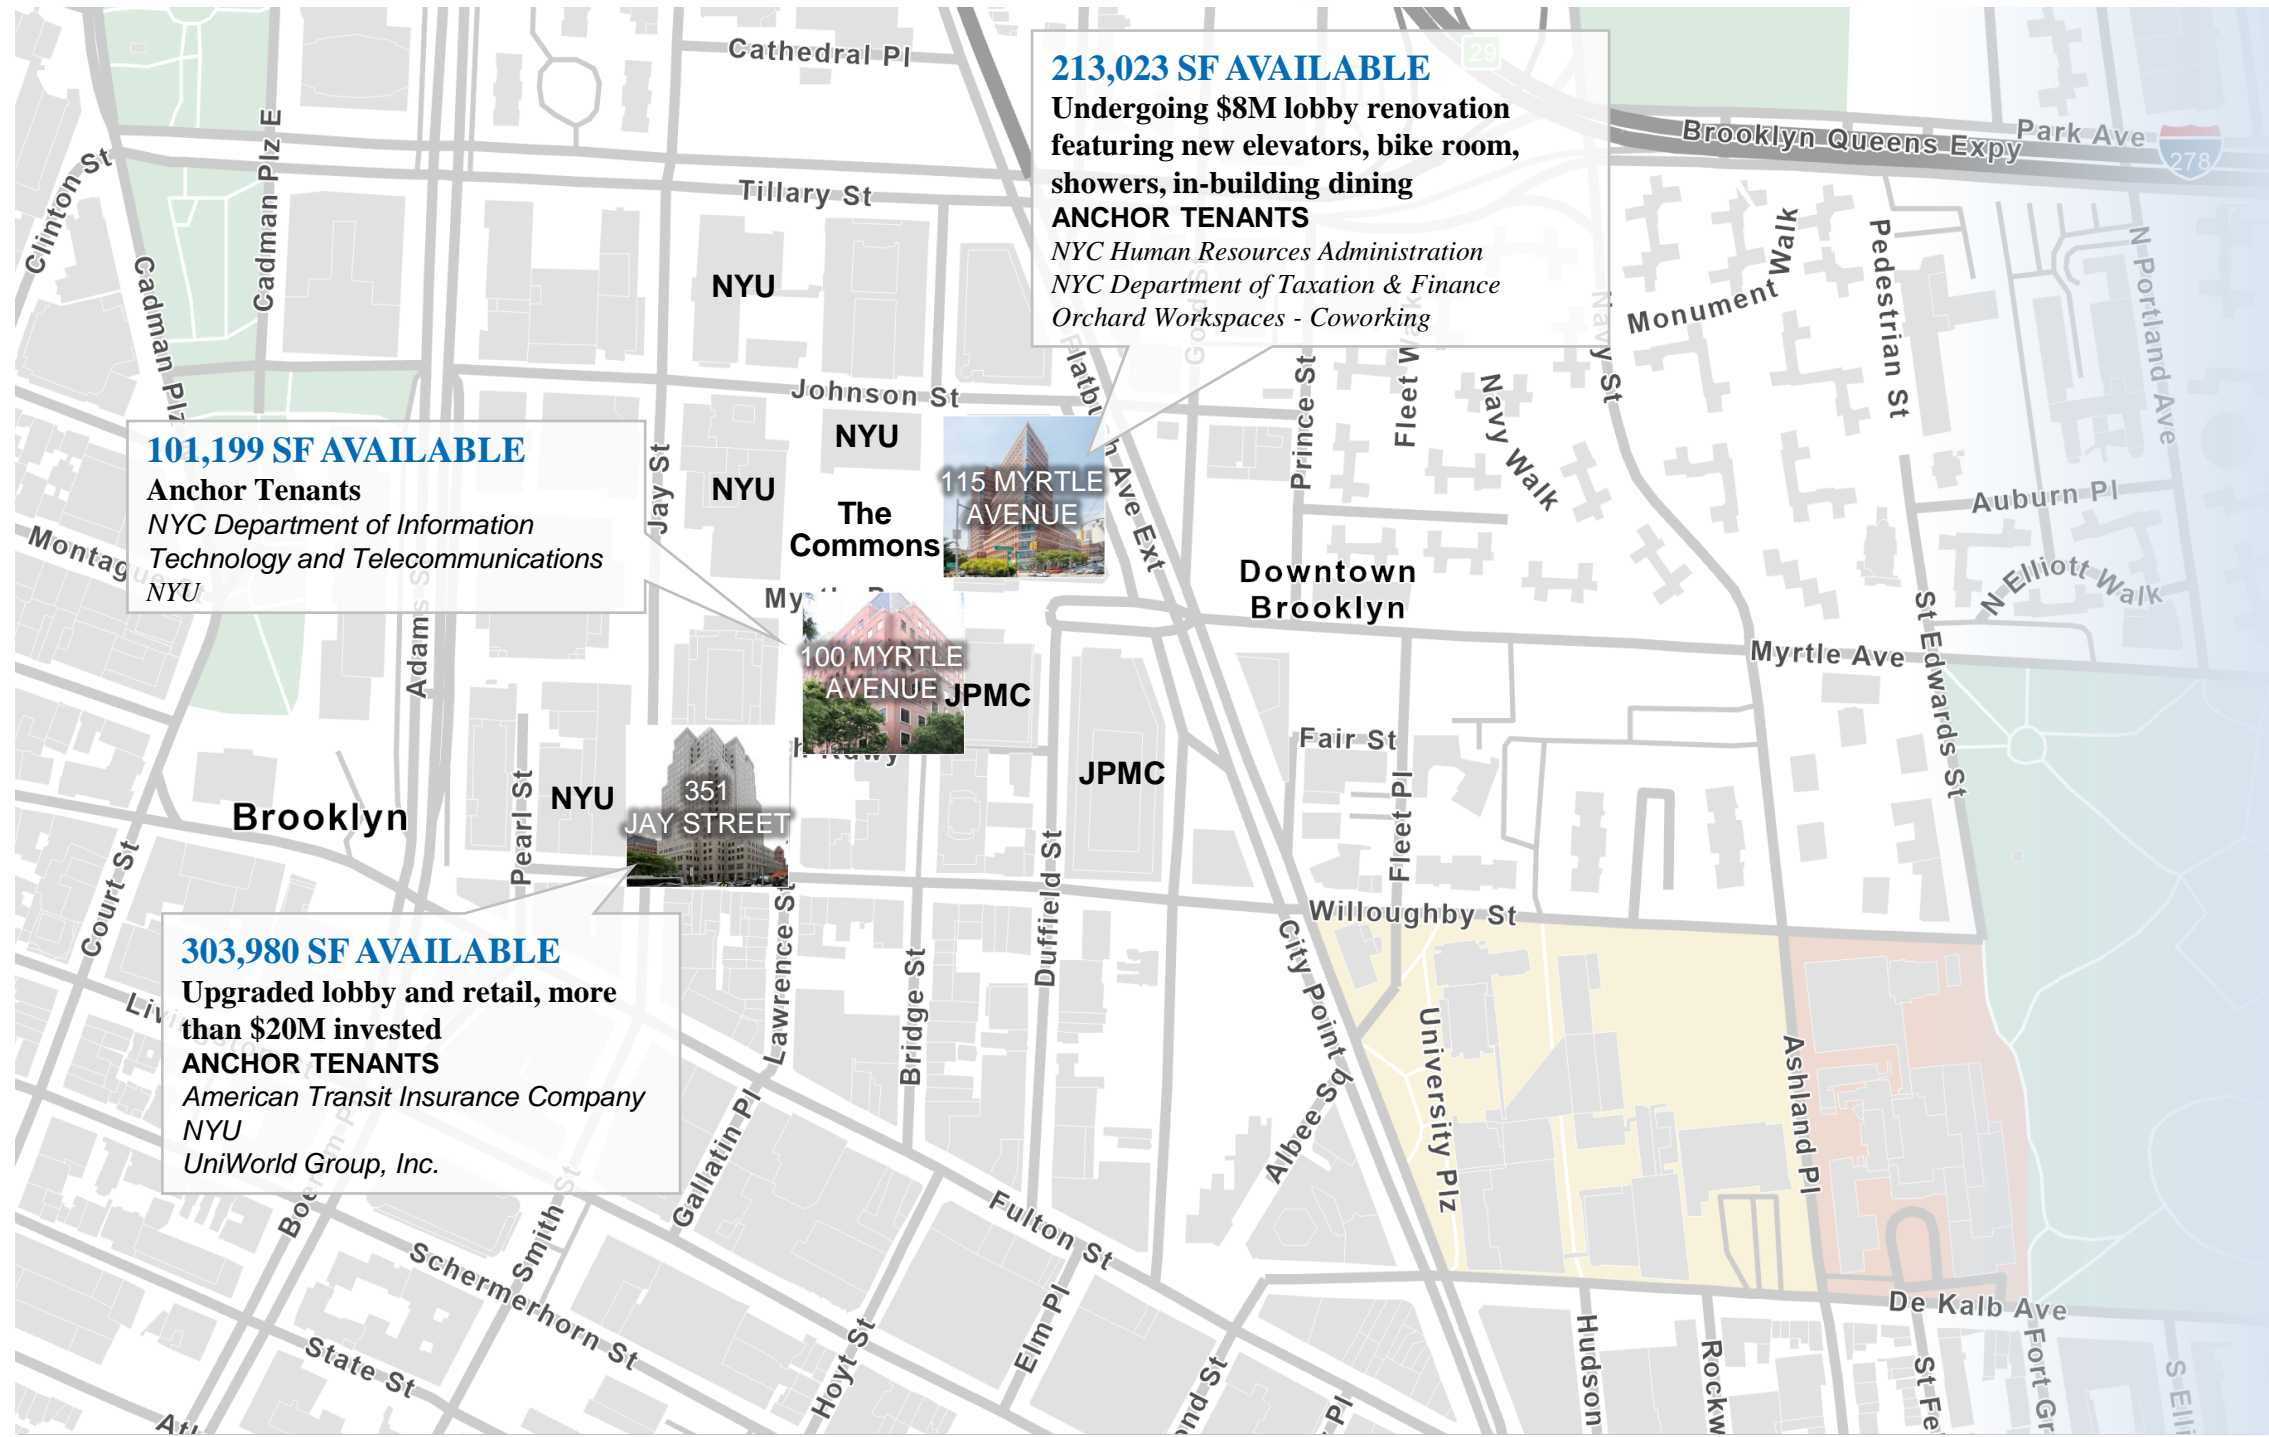 Cathedral Pl
213,023 SF AVAILABLE
Undergoing $8M lobby renovation
featuring new elevators, bike room,
showers, in-building dining
ANCHOR TENANTS
NYC Human Resources Administration
NYC Department of Taxation & Finance
Orchard Workspaces - Coworking
29
Brooklyn Queens Expy
Park Ave
278
Clinton St
Cadman Plz E
Tillary St
Cadman Plz
NYU
Monument Walk
Pedestrian St
N Portland Ave
Navy St
Johnson St
Prince St
Fleet
Navy Walk
101,199 SF AVAILABLE
Anchor Tenants
NYC Department of Information
Technology and Telecommunications
NYU
Jay St
NYU
NYU
The
Commons
115 MYRTLE
AVENUE
Ave Ext
Auburn Pl
Downtown
Brooklyn
N Elliott Walk
Adams
St Edwards St
Myrtle Ave
100 MYRTLE
AVENUE
JPMC
Fair St
JPMC
Fleet Pl
Brooklyn
Pearl St
NYU
351
JAY STREET
Court St
Duffield St
Willoughby St
303,980 SF AVAILABLE
Upgraded lobby and retail, more
than $20M invested
ANCHOR TENANTS
American Transit Insurance Company
NYU
UniWorld Group, Inc.
Lawrence St
Bridge St
City Point
University Plz
Ashland Pl
Albee Sq
Gallatin Pl
Fulton St
Smith St
Schermerhorn St
State St
Hoyt St
Elm Pl
De Kalb Ave
Hudson
Pl